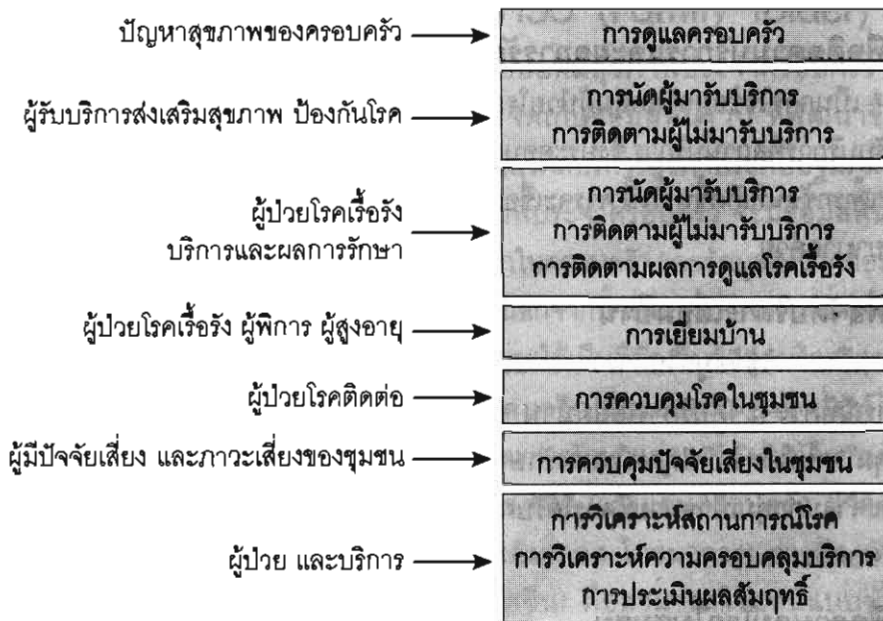 ปัญหาสุขภาพของครอบครัว
การดูแลครอบครัว
ผู้รับบริการส่งเสริมสุขภาพ ป้องกันโรค
การนัดผู้มารับบริการ
การติดตามผู้ไม่มารับบริการ
ผู้ป่วยโรคเรื้อรัง
บริการและผลการรักษา
การนัดผู้มารับบริการ
การติดตามผู้ไม่มารับบริการ
การติดตามผลการดูแลโรคเรื้อรัง
ผู้ป่วยโรคเรื้อรัง ผู้พิการ ผู้สูงอายุ
การเยี่ยมบ้าน
ผู้ป่วยโรคติดต่อ
การควบคุมโรคในชุมชน
ผู้มีปัจจัยเสี่ยง และภาวะเสี่ยงของชุมชน
การควบคุมปัจจัยเสี่ยงในชุมชน
ผู้ป่วย และบริการ
การวิเคราะห์สถานการณ์โรค
การวิเคราะห์ความครอบคลุมบริการ
การประเมินผลสัมฤทธิ์